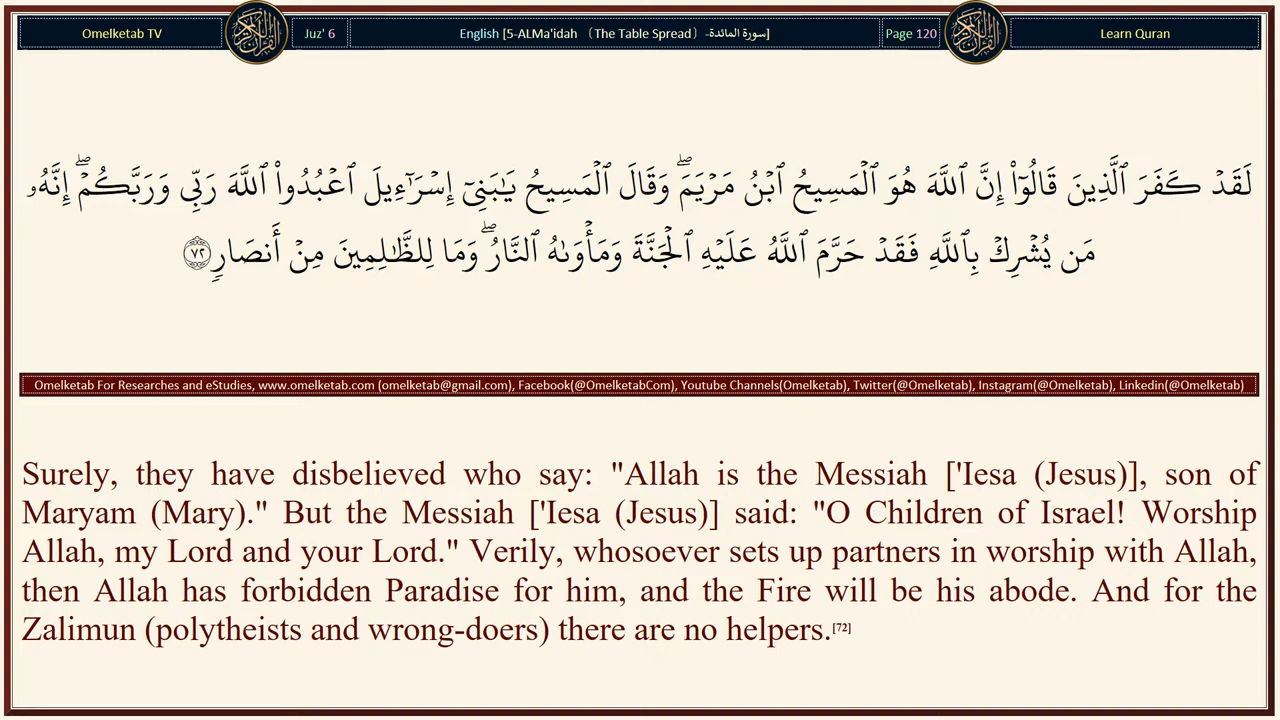 Omelketab TV
Juz' 6
English [5-ALMa'idah (The Table Spread) -سورة المائدة]
Page 120
Learn Quran
لَقَدۡ كَفَرَ ٱلَّذِينَ قَالُوٓاْ إِنَّ ٱللَّهَ هُوَ ٱلۡمَسِيحُ ٱبۡنُ مَرۡيَمَۖ وَقَالَ ٱلۡمَسِيحُ يَٰبَنِيٓ إِسۡرَٰٓءِيلَ ٱعۡبُدُواْ ٱللَّهَ رَبِّي وَرَبَّكُمۡۖ إِنَّهُۥ
مَن يُشۡرِكۡ بِٱللَّهِ فَقَدۡ حَرَّمَ ٱللَّهُ عَلَيۡهِ ٱلۡجَنَّةَ وَمَأۡوَىٰهُ ٱلنَّارُۖ وَمَا لِلظَّٰلِمِينَ مِنۡ أَنصَارٖ ٧٢
Omelketab For Researches and eStudies, www.omelketab.com (omelketab@gmail.com), Facebook(@OmelketabCom), Youtube Channels(Omelketab), Twitter(@Omelketab), Instagram(@Omelketab), Linkedin(@Omelketab)
Surely, they have disbelieved who say: "Allah is the Messiah ['Iesa (Jesus)], son of
Maryam (Mary)." But the Messiah ['Iesa (Jesus)] said: "O Children of Israel! Worship
Allah, my Lord and your Lord." Verily, whosoever sets up partners in worship with Allah,
then Allah has forbidden Paradise for him, and the Fire will be his abode. And for the
Zalimun (polytheists and wrong-doers) there are no helpers.[72]